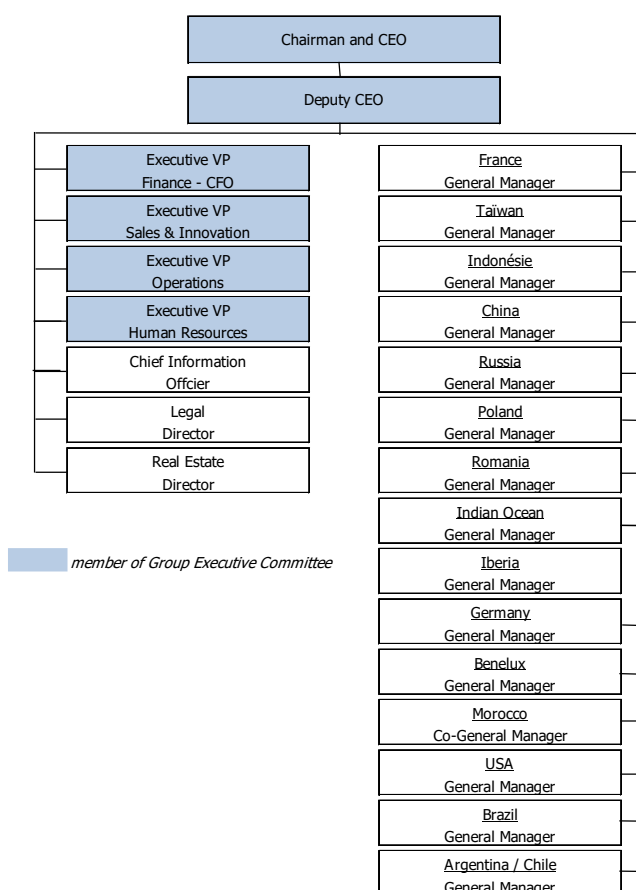 Chairman and CEO
Deputy CEO
Executive VP
Finance - CFO
Executive VP
Sales & Innovation
Executive VP
Operations
Executive VP
Human Resources
Chief Information
Offcier
Legal
Director
Real Estate
Director
member of Group Executive Committee
France
General Manager
Taïwan
General Manager
Indonésie
General Manager
China
General Manager
Russia
General Manager
Poland
General Manager
Romania
General Manager
Indian Ocean
General Manager
Iberia
General Manager
Germany
General Manager
Benelux
General Manager
Morocco
Co-General Manager
USA
General Manager
Brazil
General Manager
Argentina / Chile
General Manager